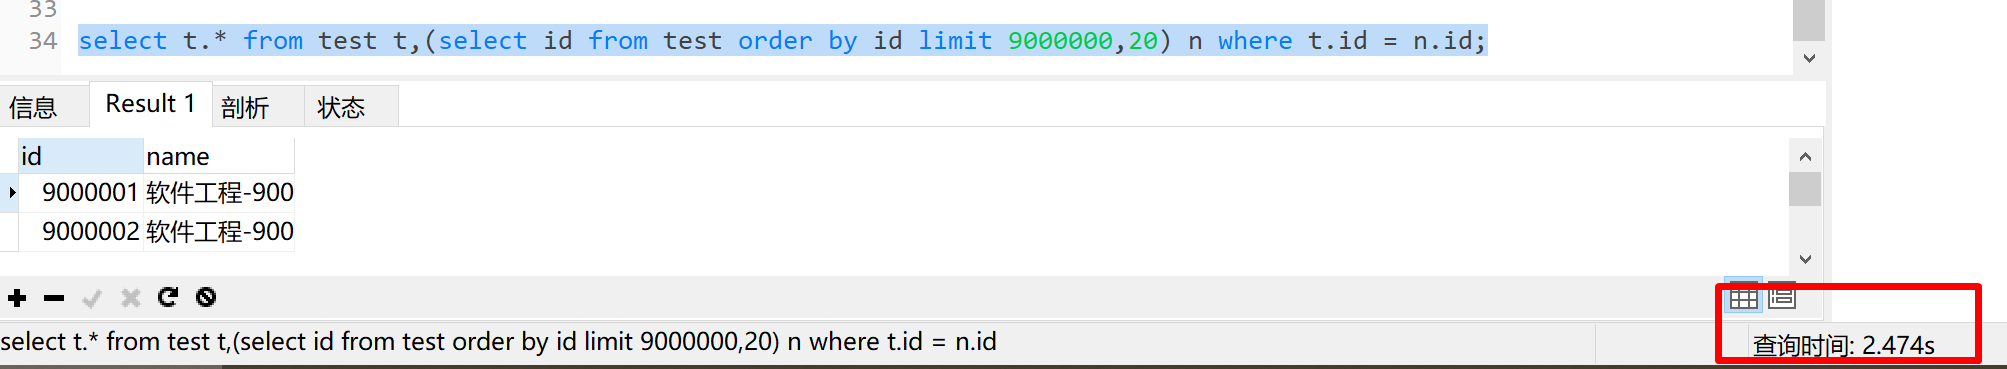 33
34 select t.* from test t,(select id from test order by id limit 9000000,20) n where t.id = n.id;
信息 Result 1 剖析 状态
id name
9000001 软件工程-900
9000002 软件工程-900
select t.* from test t,(select id from test order by id limit 9000000,20) n where t.id = n.id 查询时间: 2.474s